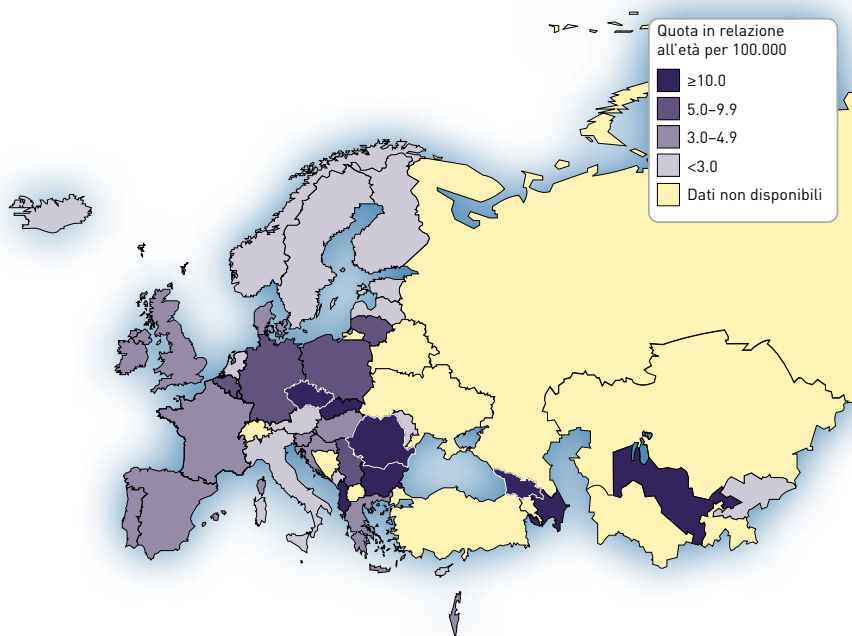 Quota in relazione
all'età per 100.000
≥10.0
5.0–9.9
3.0–4.9
<3.0
Dati non disponibili